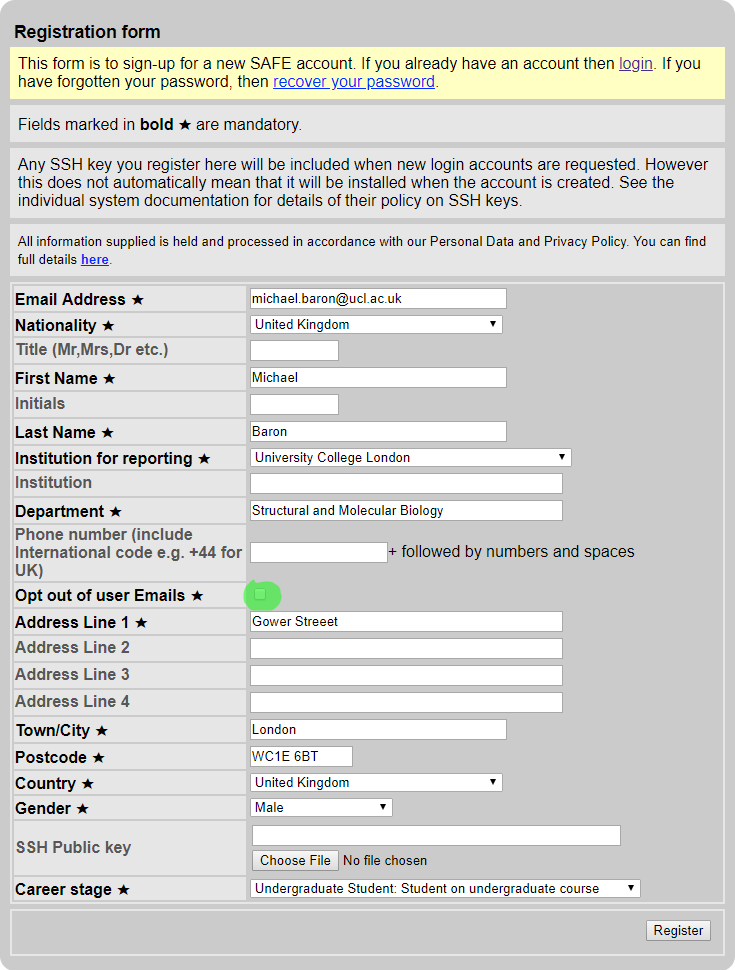 Registration form
This form is to sign-up for a new SAFE account. If you already have an account then login. If you
have forgotten your password, then recover your password.
Fields marked in bold ★ are mandatory.
Any SSH key you register here will be included when new login accounts are requested. However
this does not automatically mean that it will be installed when the account is created. See the
individual system documentation for details of their policy on SSH keys.
All information supplied is held and processed in accordance with our Personal Data and Privacy Policy. You can find
full details here.
Email Address ★ michael.baron@ucl.ac.uk
Nationality ★ United Kingdom
Title (Mr,Mrs,Dr etc.)
First Name ★ Michael
Initials
Last Name ★ Baron
Institution for reporting ★ University College London
Institution
Department ★ Structural and Molecular Biology
Phone number (include
International code e.g. +44 for
UK)
+ followed by numbers and spaces
Opt out of user Emails ★
Address Line 1 ★ Gower Streeet
Address Line 2
Address Line 3
Address Line 4
Town/City ★ London
Postcode ★ WC1E 6BT
Country ★ United Kingdom
Gender ★ Male
SSH Public key
Choose File No file chosen
Career stage ★ Undergraduate Student: Student on undergraduate course
Register